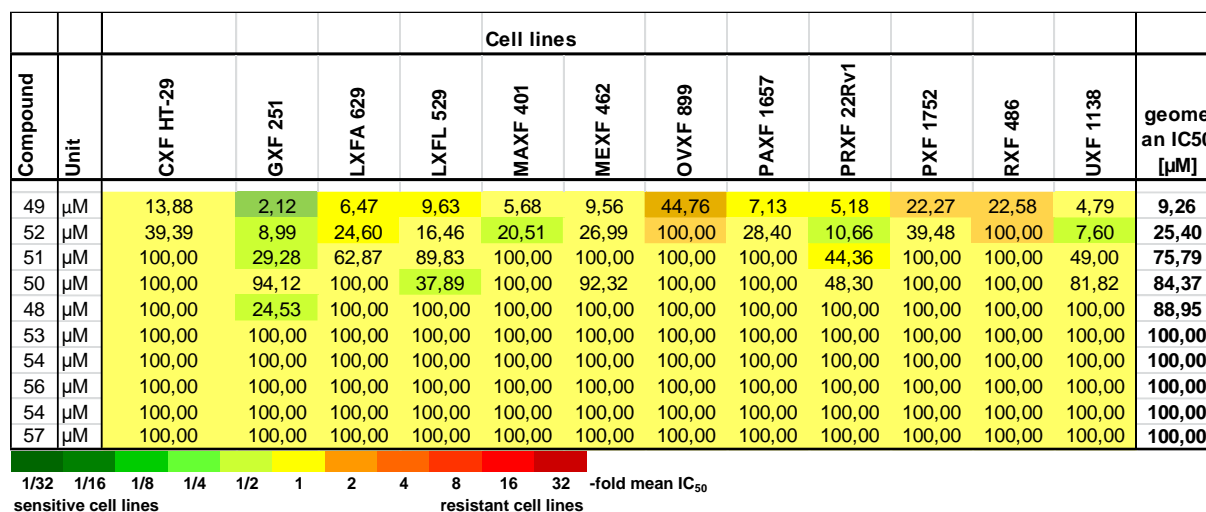 Cell lines
Compound Unit CXF HT-29 GXF 251 LXFA 629 LXFL 529 MAXF 401 MEXF 462 OVXF 899 PAXF 1657 PRXF 22Rv1 PXF 1752 RXF 486 UXF 1138 geome
an IC50
[µM]
49 µM 13,88 2,12 6,47 9,63 5,68 9,56 44,76 7,13 5,18 22,27 22,58 4,79 9,26
52 µM 39,39 8,99 24,60 16,46 20,51 26,99 100,00 28,40 10,66 39,48 100,00 7,60 25,40
51 µM 100,00 29,28 62,87 89,83 100,00 100,00 100,00 100,00 44,36 100,00 100,00 49,00 75,79
50 µM 100,00 94,12 100,00 37,89 100,00 92,32 100,00 100,00 48,30 100,00 100,00 81,82 84,37
48 µM 100,00 24,53 100,00 100,00 100,00 100,00 100,00 100,00 100,00 100,00 100,00 100,00 88,95
53 µM 100,00 100,00 100,00 100,00 100,00 100,00 100,00 100,00 100,00 100,00 100,00 100,00 100,00
54 µM 100,00 100,00 100,00 100,00 100,00 100,00 100,00 100,00 100,00 100,00 100,00 100,00 100,00
56 µM 100,00 100,00 100,00 100,00 100,00 100,00 100,00 100,00 100,00 100,00 100,00 100,00 100,00
54 µM 100,00 100,00 100,00 100,00 100,00 100,00 100,00 100,00 100,00 100,00 100,00 100,00 100,00
57 µM 100,00 100,00 100,00 100,00 100,00 100,00 100,00 100,00 100,00 100,00 100,00 100,00 100,00
1/32 1/16 1/8 1/4 1/2 1 2 4 8 16 32 -fold mean IC50
sensitive cell lines resistant cell lines